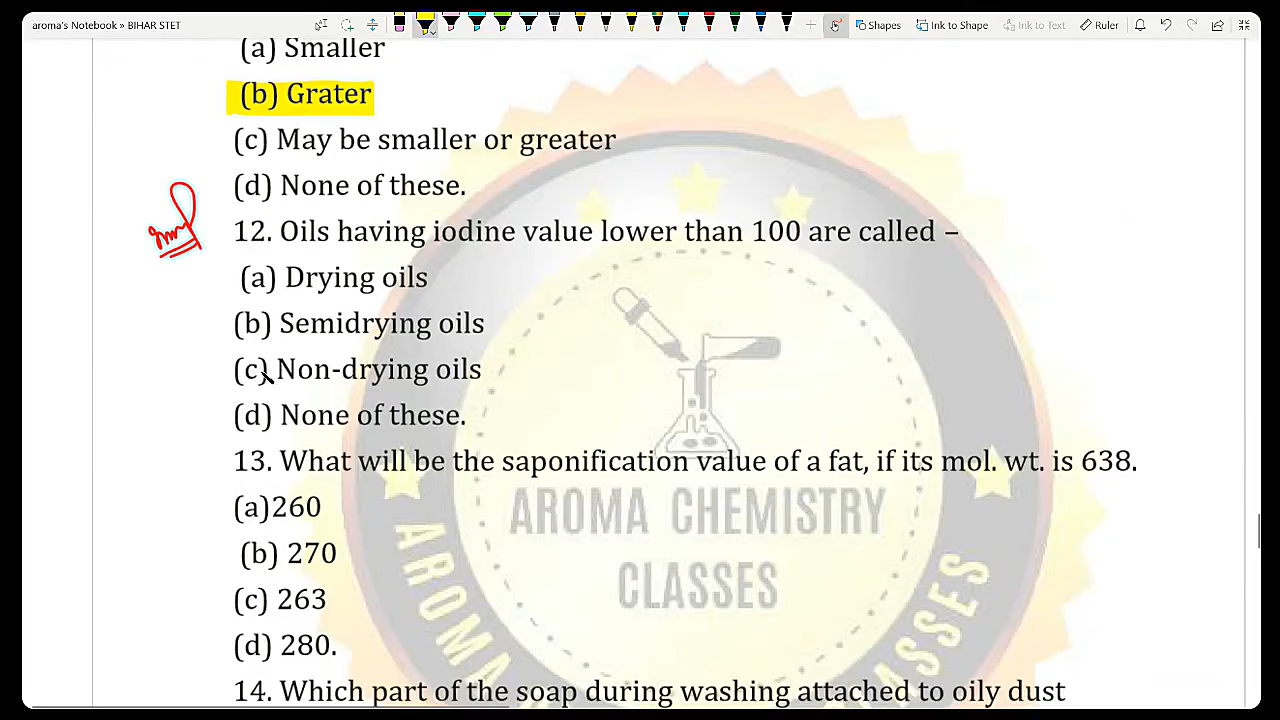 aroma's Notebook » BIHAR STET
Shapes
Ink to Shape
Ink to Text
Ruler
(a) Smaller
(b) Grater
(c) May be smaller or greater
(d) None of these.
Imp
12. Oils having iodine value lower than 100 are called –
(a) Drying oils
(b) Semidrying oils
(c) Non-drying oils
(d) None of these.
13. What will be the saponification value of a fat, if its mol. wt. is 638.
(a)260
(b) 270
(c) 263
(d) 280.
14. Which part of the soap during washing attached to oily dust
AROMA CHEMISTRY
CLASSES